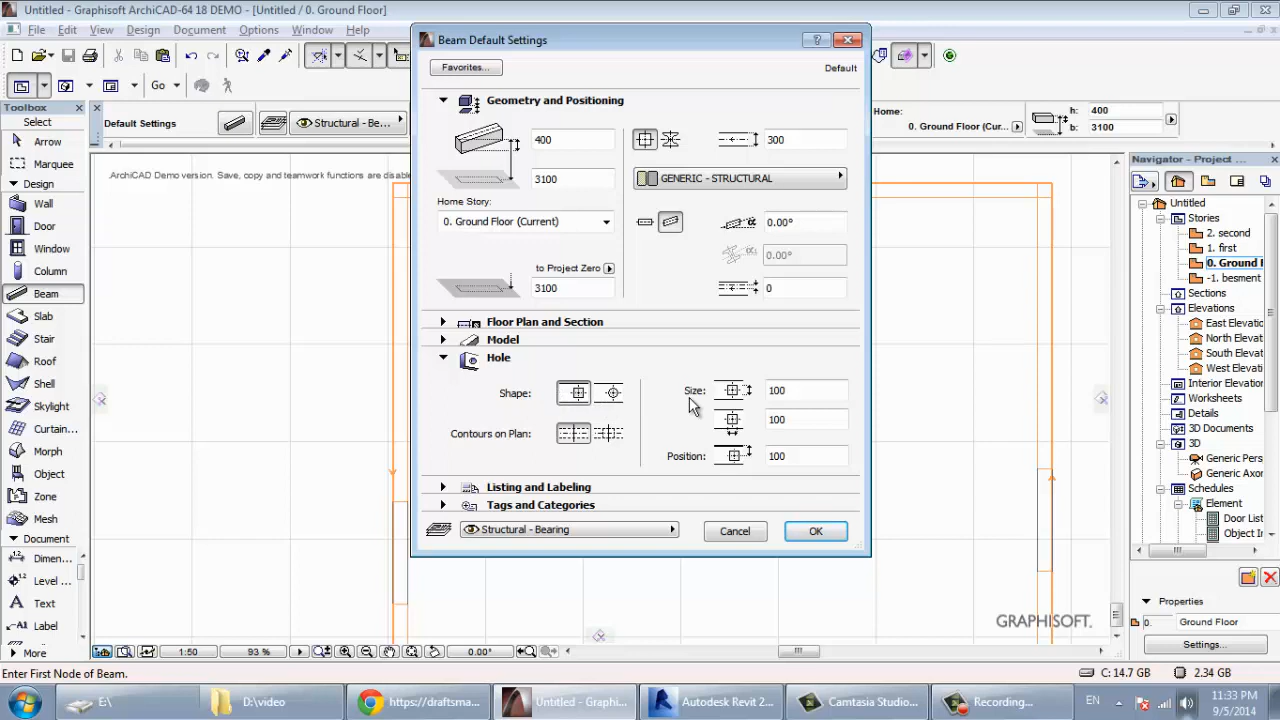 Untitled - Graphisoft ArchiCAD-64 18 DEMO - [Untitled / 0. Ground Floor]
File Edit View Design Document Options Window Help
Beam Default Settings
Favorites...
Default
Go
Toolbox
Select
Arrow
Marquee
Design
Wall
Door
Window
Column
Beam
Slab
Stair
Roof
Shell
Skylight
Curtain...
Morph
Object
Zone
Mesh
Document
Dimen...
Level ...
Text
Label
More
Default Settings
Structural - Be...
Home:
0. Ground Floor (Cur...
h: 400
b: 3100
ArchiCAD Demo version. Save, copy and teamwork functions are disable
Geometry and Positioning
400
300
3100
GENERIC - STRUCTURAL
Home Story:
0. Ground Floor (Current)
0.00°
0.00°
to Project Zero
3100
0
Floor Plan and Section
Model
Hole
Shape:
Size:
100
100
Contours on Plan:
Position:
100
Listing and Labeling
Tags and Categories
Structural - Bearing
Cancel
OK
GRAPHISOFT.
Navigator - Project ...
Untitled
Stories
2. second
1. first
0. Ground F
-1. besment
Sections
Elevations
East Elevatio
North Elevati
South Elevati
West Elevati
Interior Elevatio
Worksheets
Details
3D Documents
3D
Generic Pers
Generic Axor
Schedules
Element
Door List
Object In
Properties
0.
Ground Floor
Settings...
1:50
93 %
0.00°
Enter First Node of Beam.
C: 14.7 GB
2.34 GB
E:\
D:\video
https://draftsma...
Untitled - Graphi...
Autodesk Revit 2...
Camtasia Studio...
Recording...
EN
11:33 PM
9/5/2014